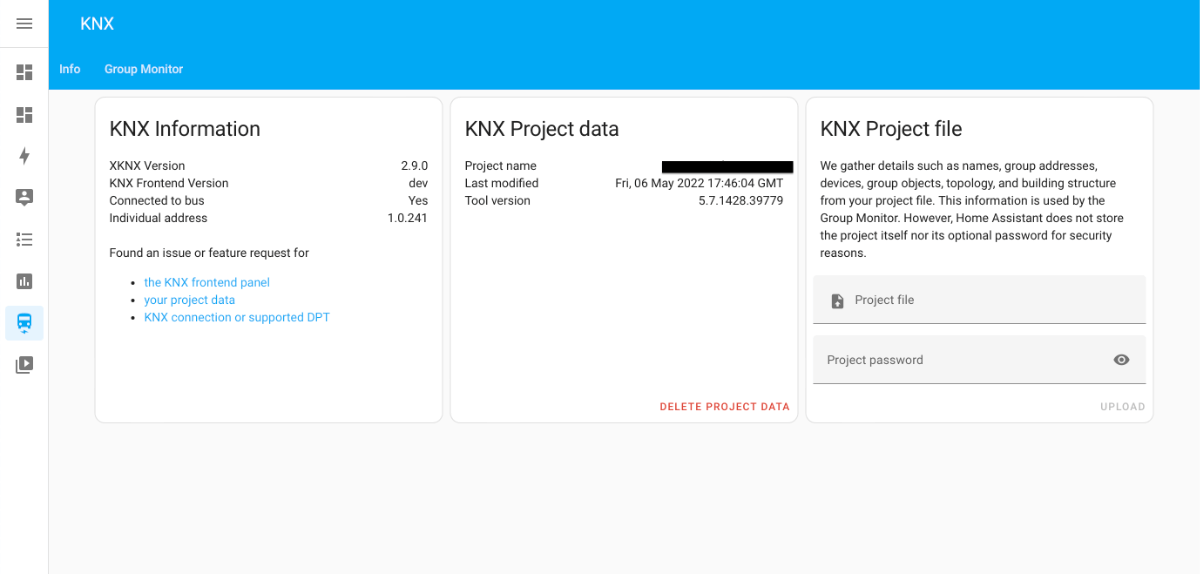 KNX
Info
Group Monitor
KNX Information
XKNX Version 2.9.0
KNX Frontend Version dev
Connected to bus Yes
Individual address 1.0.241
Found an issue or feature request for
the KNX frontend panel
your project data
KNX connection or supported DPT
KNX Project data
Project name
Last modified Fri, 06 May 2022 17:46:04 GMT
Tool version 5.7.1428.39779
DELETE PROJECT DATA
KNX Project file
We gather details such as names, group addresses,
devices, group objects, topology, and building structure
from your project file. This information is used by the
Group Monitor. However, Home Assistant does not store
the project itself nor its optional password for security
reasons.
Project file
Project password
UPLOAD